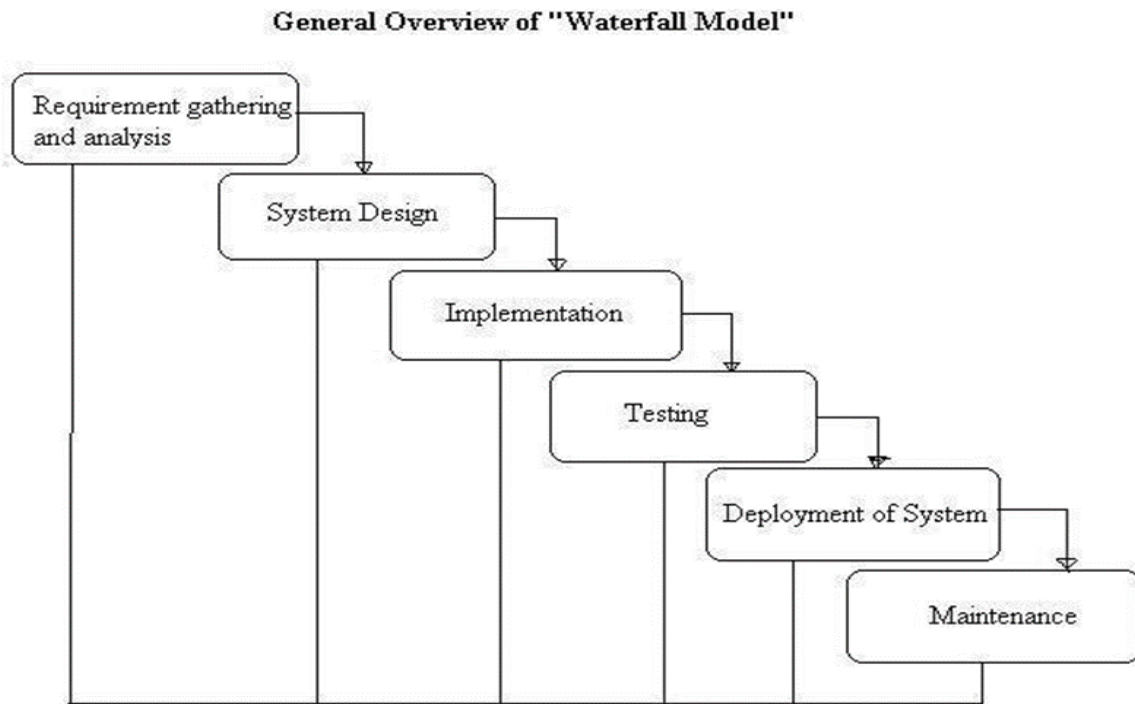 General Overview of "Waterfall Model"
Requirement gathering
and analysis
System Design
Implementation
Testing
Deployment of System
Maintenance